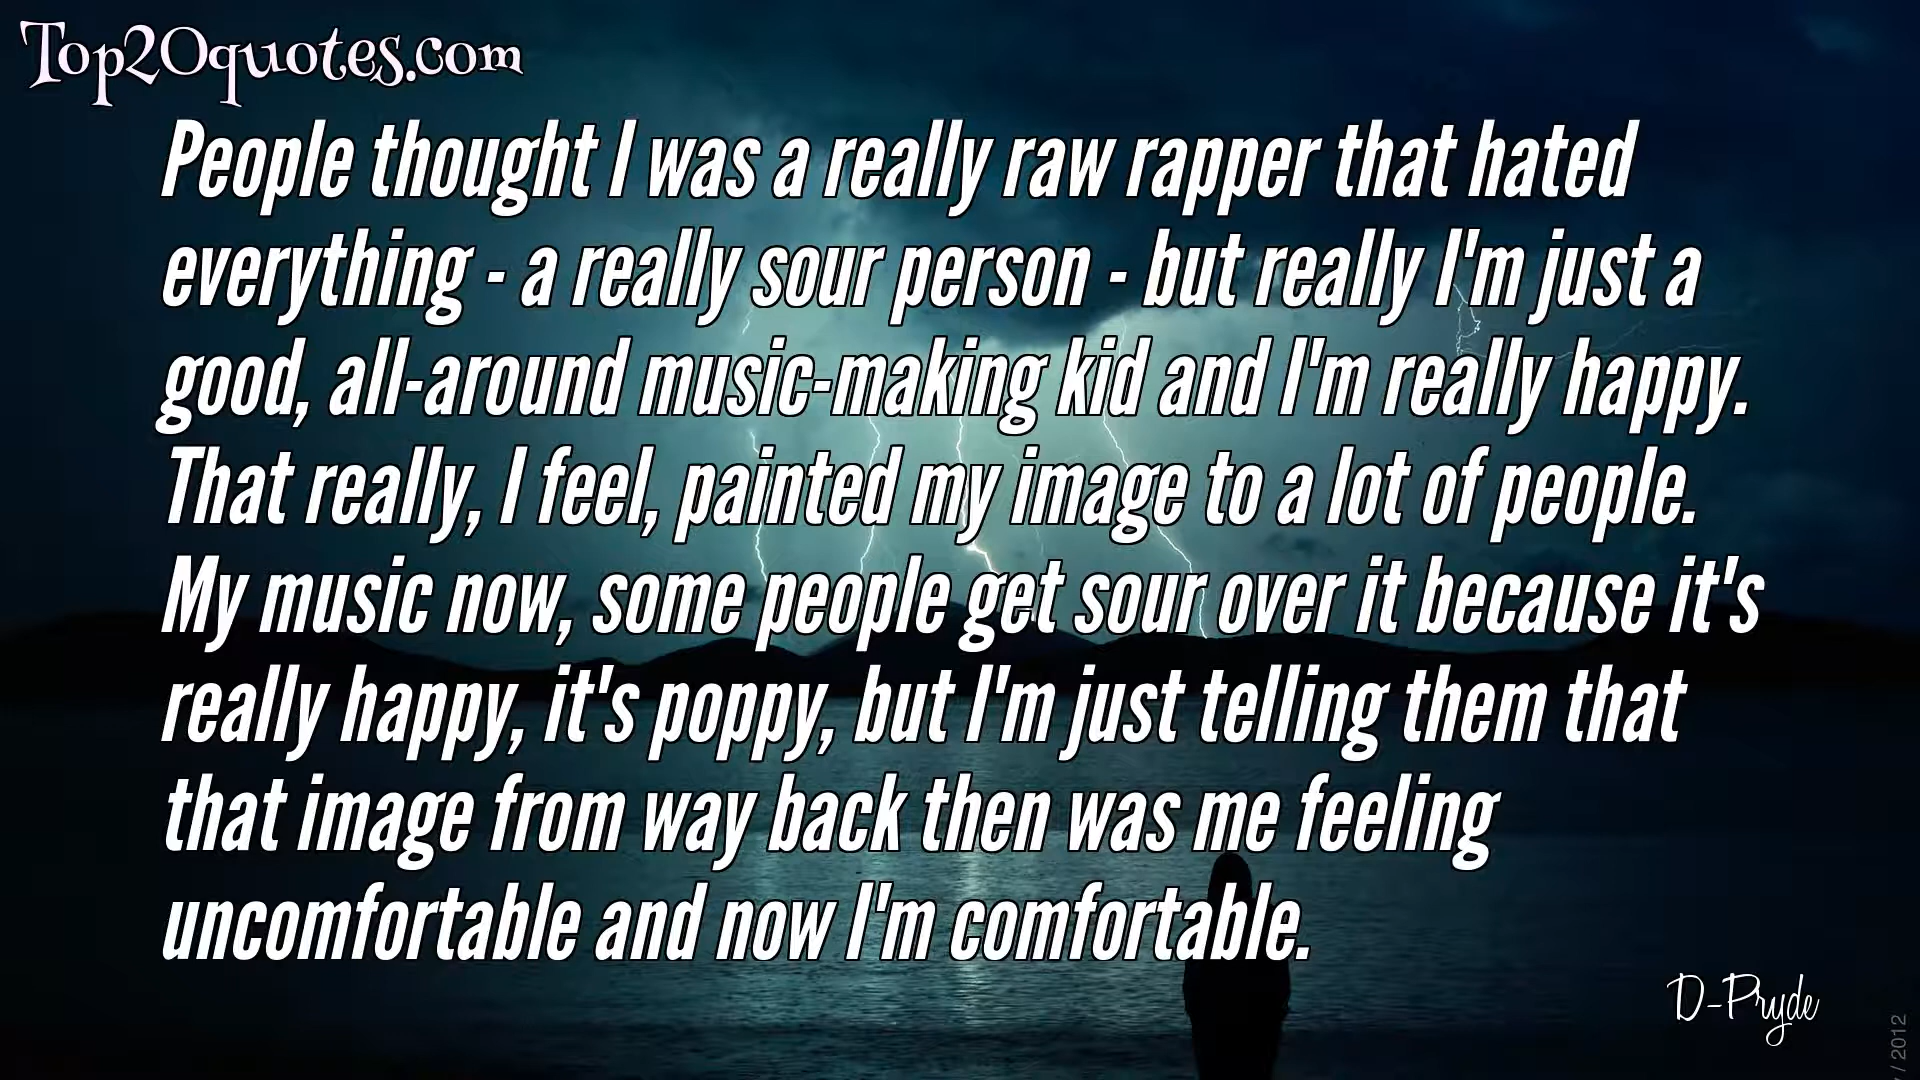 Top20quotes.com
People thought I was a really raw rapper that hated
everything - a really sour person - but really I'm just a
good, all-around music-making kid and I'm really happy.
That really, I feel, painted my image to a lot of people.
My music now, some people get sour over it because it's
really happy, it's poppy, but I'm just telling them that
that image from way back then was me feeling
uncomfortable and now I'm comfortable.
D-Pryde
/ 2012